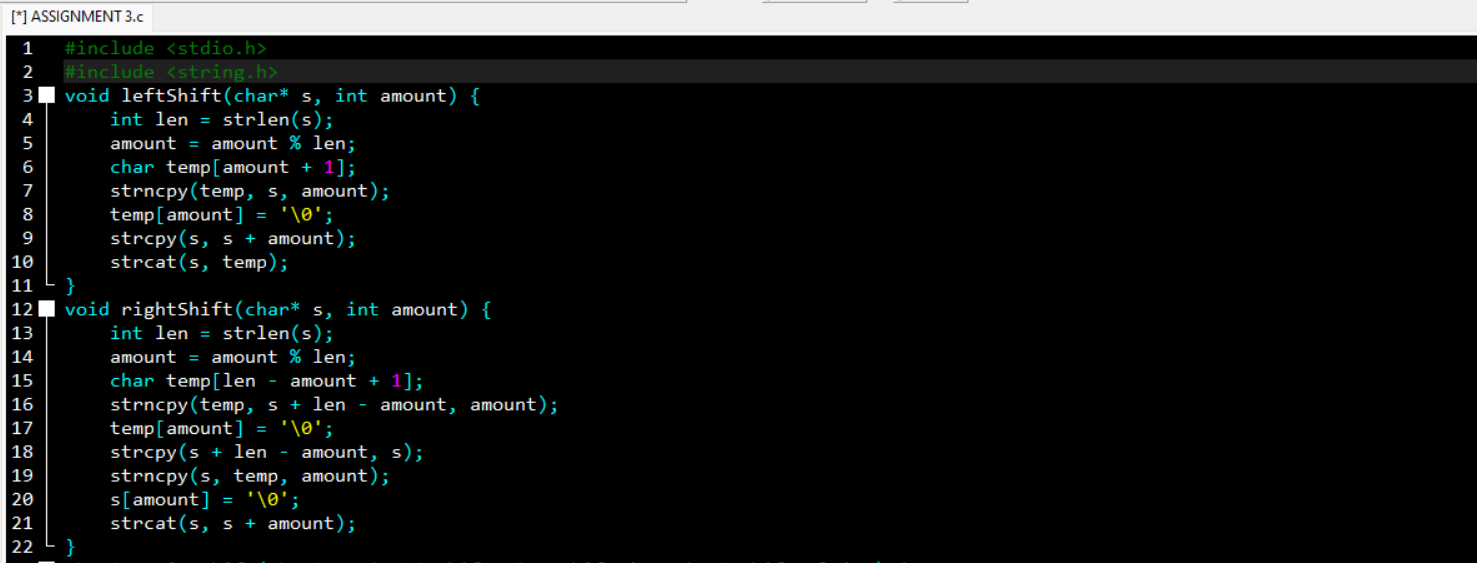 [*] ASSIGNMENT 3.c
1 #include <stdio.h>
2 #include <string.h>
3 void leftShift(char* s, int amount) {
4 int len = strlen(s);
5 amount = amount % len;
6 char temp[amount + 1];
7 strncpy(temp, s, amount);
8 temp[amount] = '\0';
9 strcpy(s, s + amount);
10 strcat(s, temp);
11 }
12 void rightShift(char* s, int amount) {
13 int len = strlen(s);
14 amount = amount % len;
15 char temp[len - amount + 1];
16 strncpy(temp, s + len - amount, amount);
17 temp[amount] = '\0';
18 strcpy(s + len - amount, s);
19 strncpy(s, temp, amount);
20 s[amount] = '\0';
21 strcat(s, s + amount);
22 }